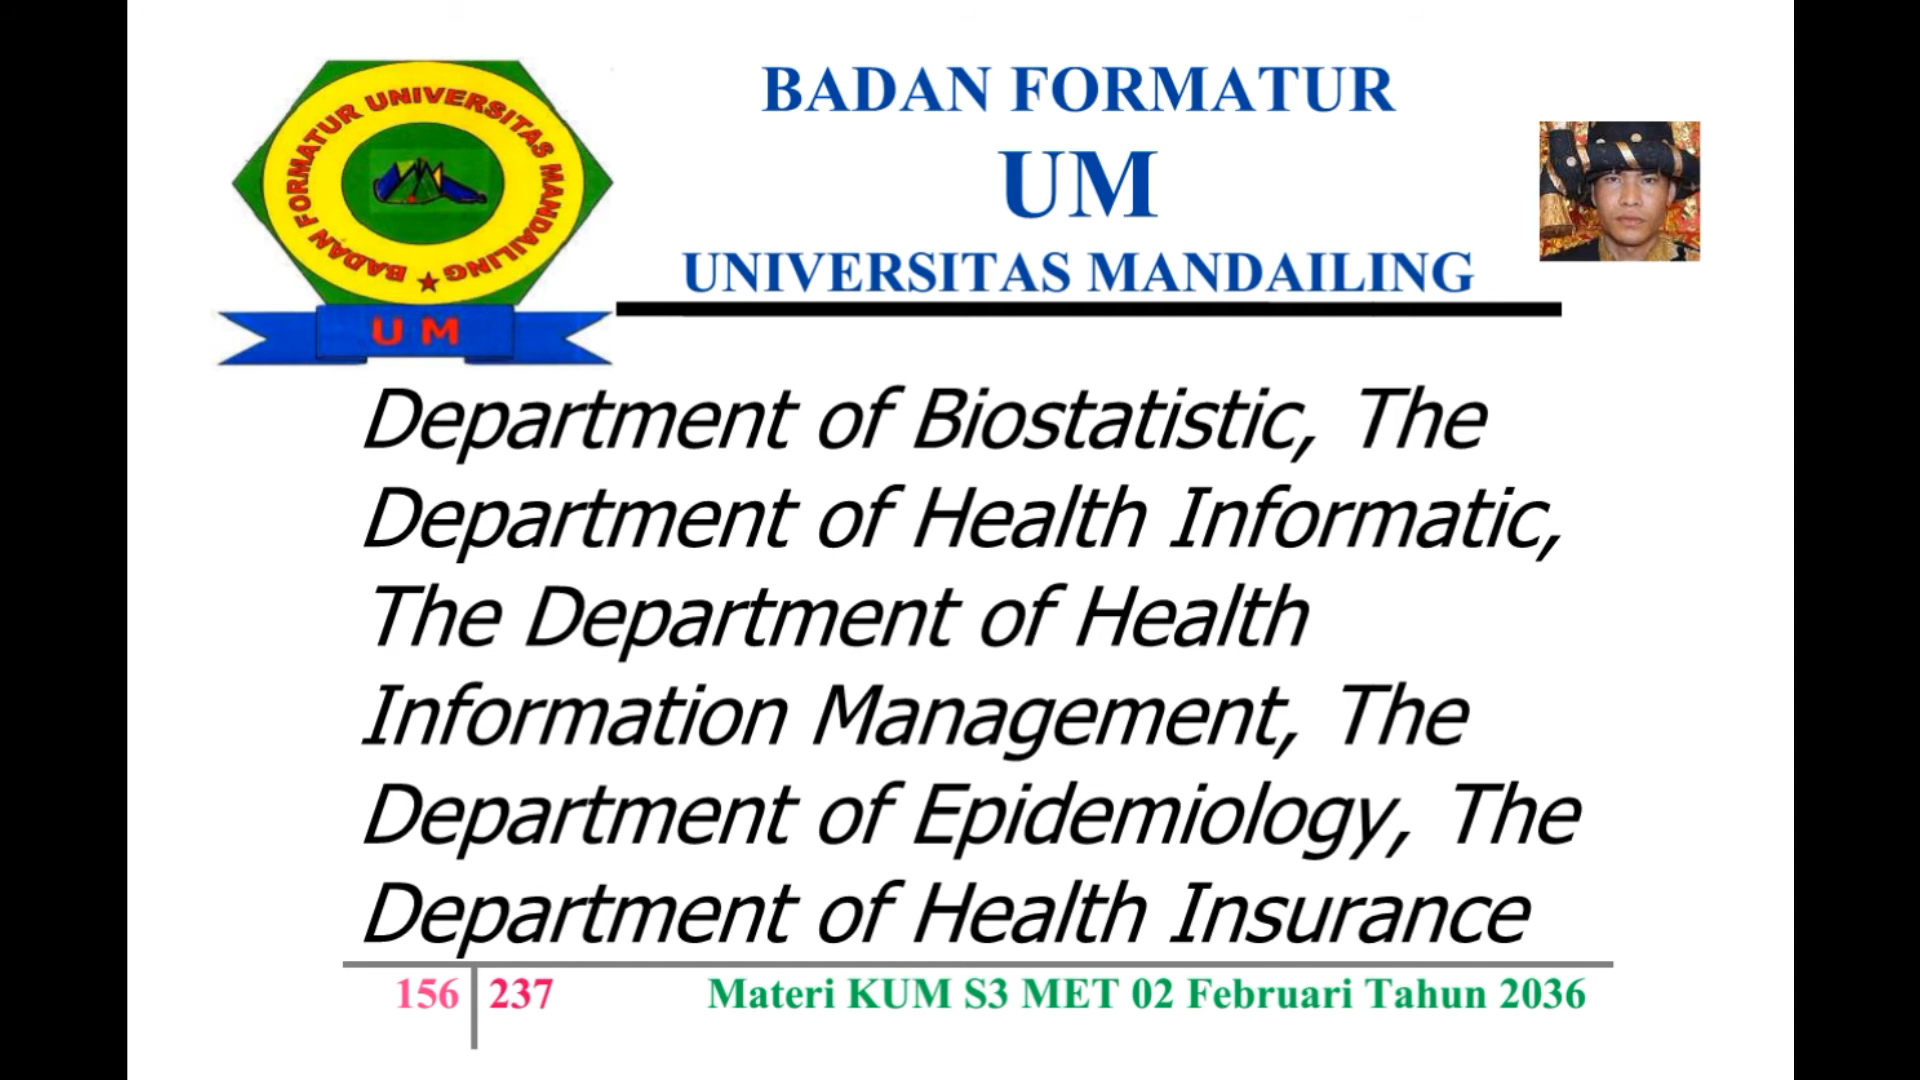 BADAN FORMATUR UNIVERSITAS MANDAILING
U M
BADAN FORMATUR
UM
UNIVERSITAS MANDAILING
Department of Biostatistic, The
Department of Health Informatic,
The Department of Health
Information Management, The
Department of Epidemiology, The
Department of Health Insurance
156 237 Materi KUM S3 MET 02 Februari Tahun 2036